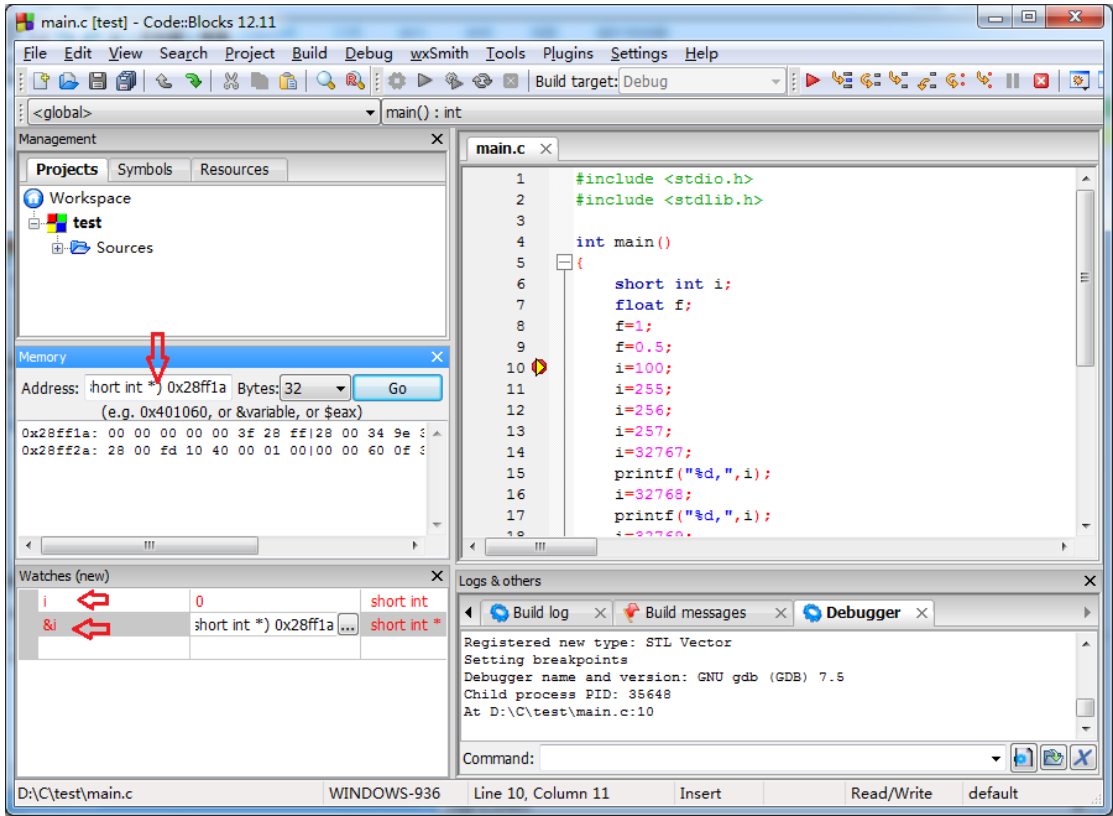 main.c [test] - Code::Blocks 12.11
File Edit View Search Project Build Debug wxSmith Tools Plugins Settings Help
Build target: Debug
<global> main() : int
Management
Projects Symbols Resources
Workspace
test
Sources
Memory
Address: short int *) 0x28ff1a Bytes: 32 Go
(e.g. 0x401060, or &variable, or $eax)
0x28ff1a: 00 00 00 00 00 3f 28 ff|28 00 34 9e
0x28ff2a: 28 00 fd 10 40 00 01 00|00 00 60 0f
Watches (new)
i 0 short int
&i short int *) 0x28ff1a ... short int *
main.c
1 #include <stdio.h>
2 #include <stdlib.h>
3
4 int main()
5 {
6 short int i;
7 float f;
8 f=1;
9 f=0.5;
10 i=100;
11 i=255;
12 i=256;
13 i=257;
14 i=32767;
15 printf("%d,",i);
16 i=32768;
17 printf("%d,",i);
18 i=32769;
Logs & others
Build log Build messages Debugger
Registered new type: STL Vector
Setting breakpoints
Debugger name and version: GNU gdb (GDB) 7.5
Child process PID: 35648
At D:\C\test\main.c:10
Command:
D:\C\test\main.c WINDOWS-936 Line 10, Column 11 Insert Read/Write default